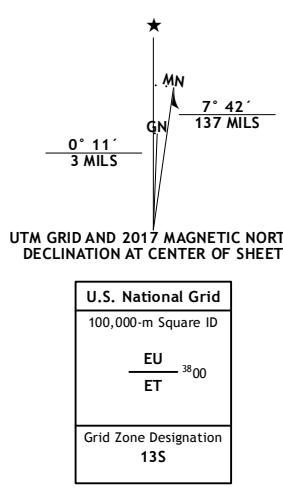 ★
MN
GN
7° 42´
137 MILS
0° 11´
3 MILS
UTM GRID AND 2017 MAGNETIC NORT
DECLINATION AT CENTER OF SHEET
U.S. National Grid
100,000-m Square ID
EU
3800
ET
Grid Zone Designation
13S